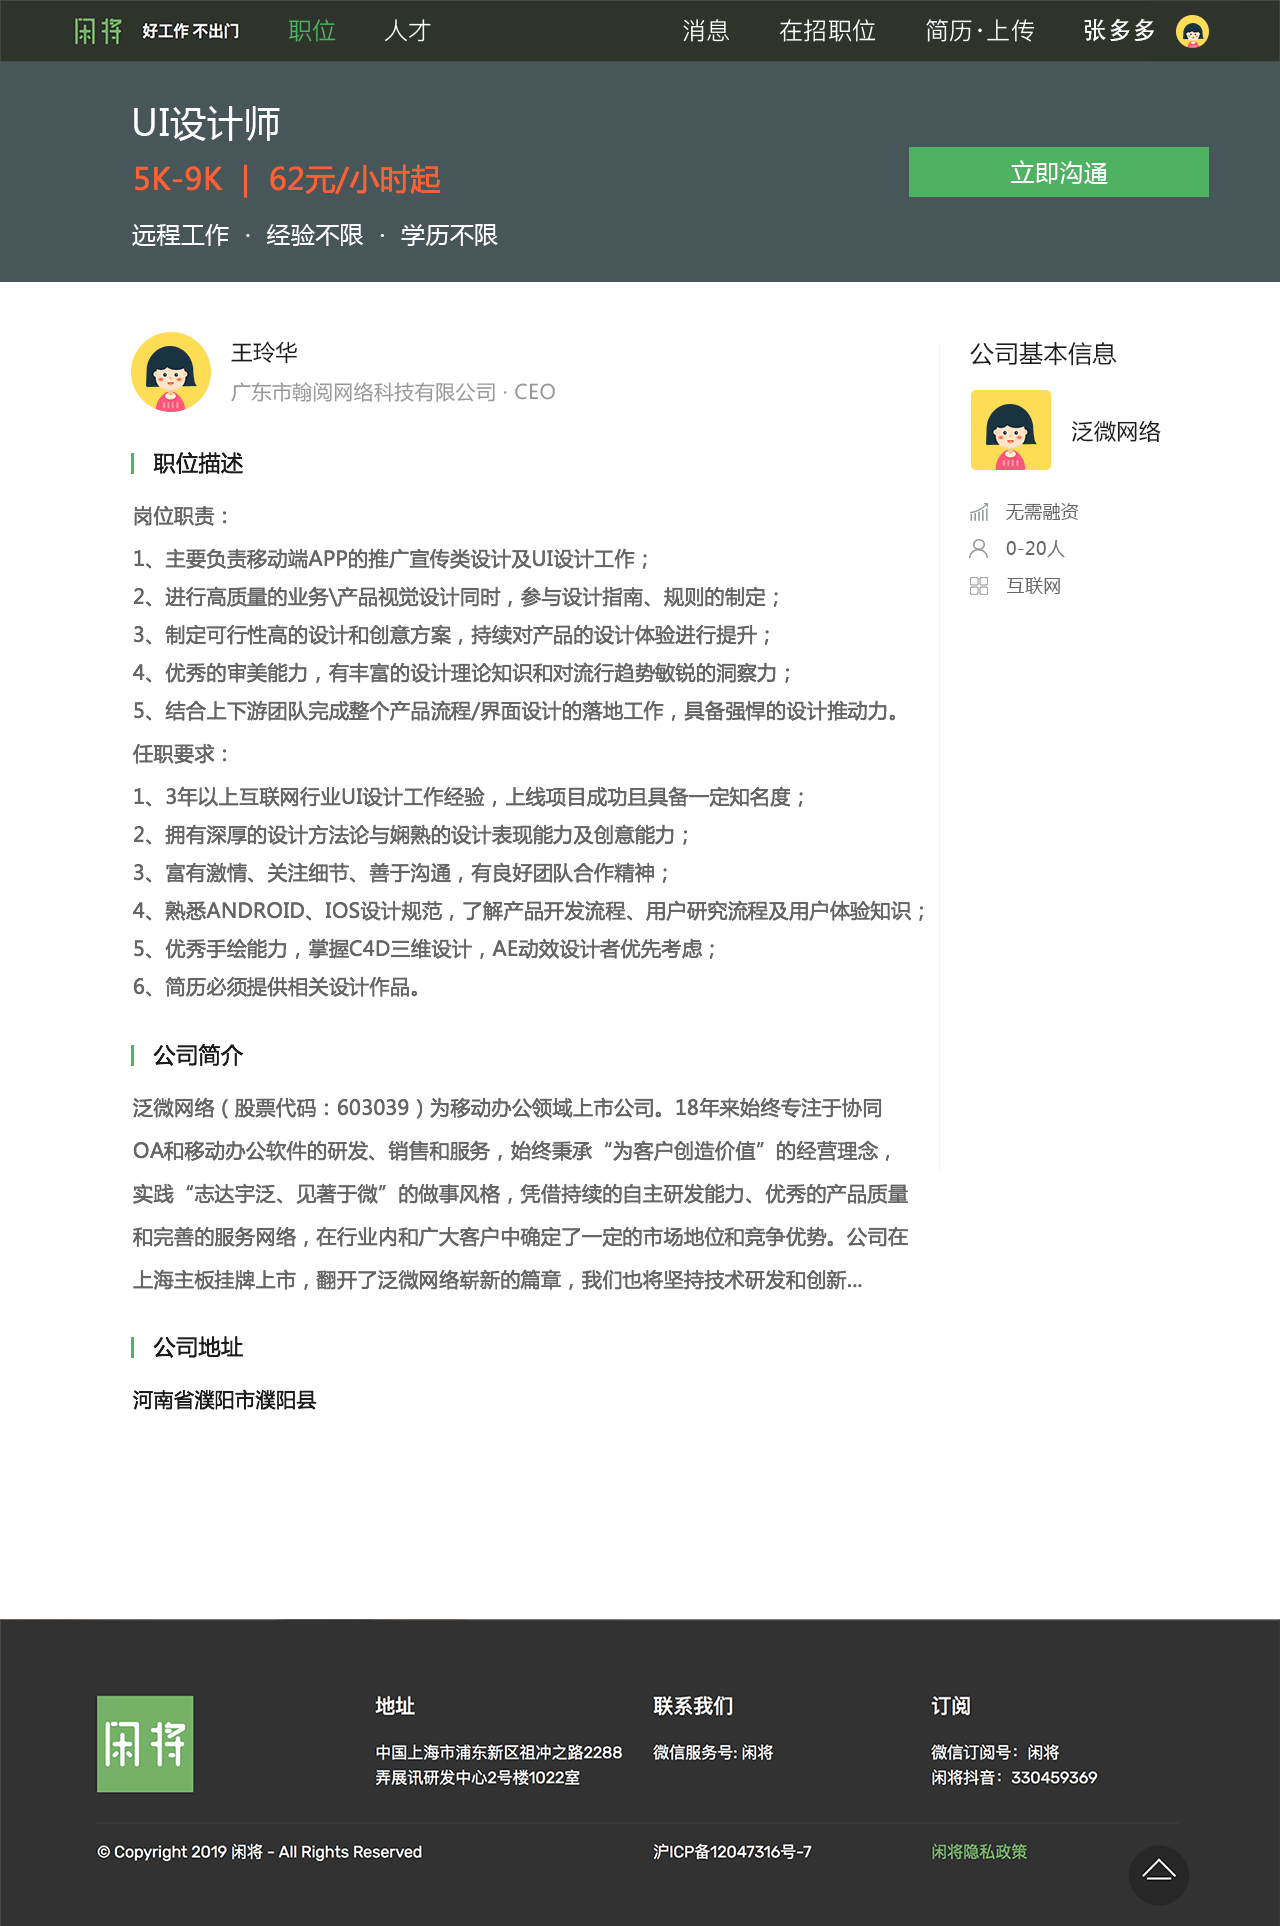 闲将 好工作 不出门 职位 人才 消息 在招职位 简历·上传 张多多
UI设计师
5K-9K | 62元/小时起
立即沟通
远程工作 · 经验不限 · 学历不限
王玲华
广东市翰阅网络科技有限公司 · CEO
公司基本信息
泛微网络
无需融资
0-20人
互联网
职位描述
岗位职责：
1、主要负责移动端APP的推广宣传类设计及UI设计工作；
2、进行高质量的业务\产品视觉设计同时，参与设计指南、规则的制定；
3、制定可行性高的设计和创意方案，持续对产品的设计体验进行提升；
4、优秀的审美能力，有丰富的设计理论知识和对流行趋势敏锐的洞察力；
5、结合上下游团队完成整个产品流程/界面设计的落地工作，具备强悍的设计推动力。
任职要求：
1、3年以上互联网行业UI设计工作经验，上线项目成功且具备一定知名度；
2、拥有深厚的设计方法论与娴熟的设计表现能力及创意能力；
3、富有激情、关注细节、善于沟通，有良好团队合作精神；
4、熟悉ANDROID、IOS设计规范，了解产品开发流程、用户研究流程及用户体验知识；
5、优秀手绘能力，掌握C4D三维设计，AE动效设计者优先考虑；
6、简历必须提供相关设计作品。
公司简介
泛微网络（股票代码：603039）为移动办公领域上市公司。18年来始终专注于协同
OA和移动办公软件的研发、销售和服务，始终秉承“为客户创造价值”的经营理念，
实践“志达宇泛、见著于微”的做事风格，凭借持续的自主研发能力、优秀的产品质量
和完善的服务网络，在行业内和广大客户中确定了一定的市场地位和竞争优势。公司在
上海主板挂牌上市，翻开了泛微网络崭新的篇章，我们也将坚持技术研发和创新...
公司地址
河南省濮阳市濮阳县
闲将
地址
中国上海市浦东新区祖冲之路2288
弄展讯研发中心2号楼1022室
联系我们
微信服务号: 闲将
订阅
微信订阅号：闲将
闲将抖音：330459369
© Copyright 2019 闲将 - All Rights Reserved
沪ICP备12047316号-7
闲将隐私政策